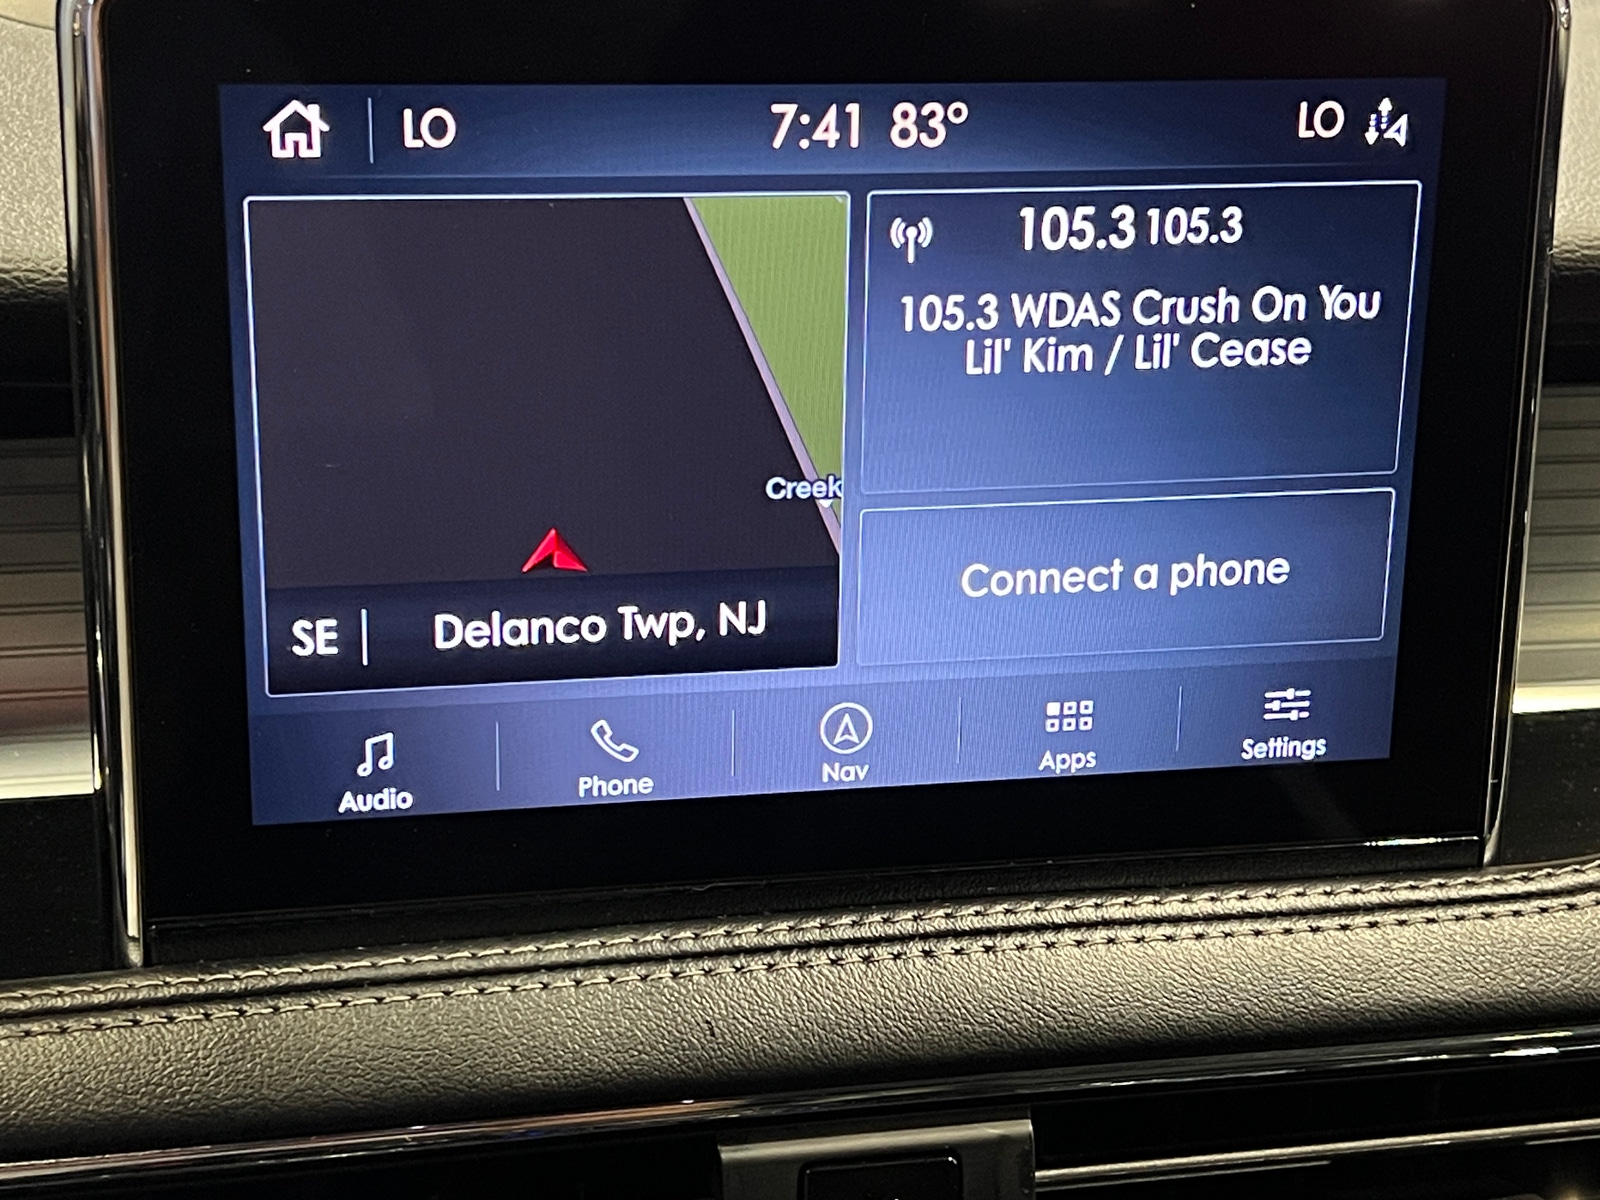 LO
7:41 83°
LO
105.3 105.3
105.3 WDAS Crush On You
Lil' Kim / Lil' Cease
Creek
Connect a phone
SE
Delanco Twp, NJ
Audio
Phone
Nav
Apps
Settings